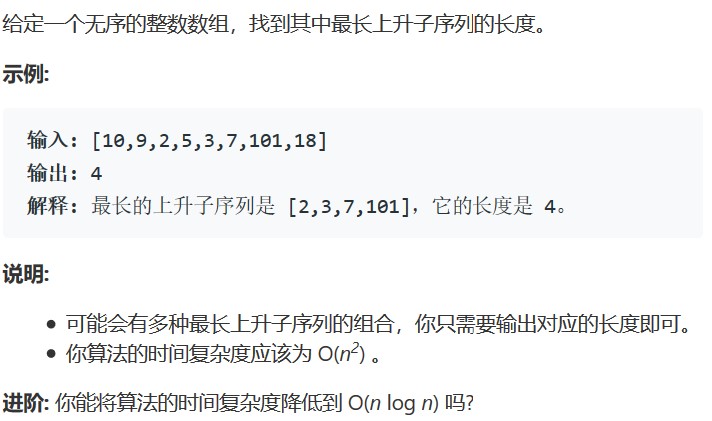 给定一个无序的整数数组，找到其中最长上升子序列的长度。
示例:
输入: [10,9,2,5,3,7,101,18]
输出: 4
解释: 最长的上升子序列是 [2,3,7,101]，它的长度是 4。
说明:
• 可能会有多种最长上升子序列的组合，你只需要输出对应的长度即可。
• 你算法的时间复杂度应该为 O(n²) 。
进阶: 你能将算法的时间复杂度降低到 O(n log n) 吗?